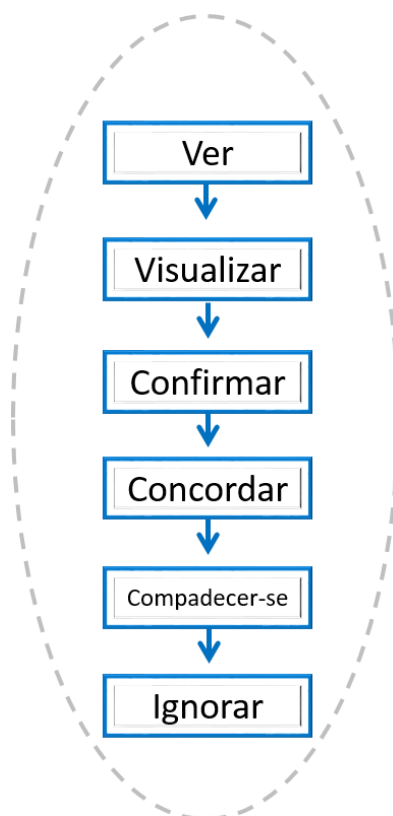 Ver
Visualizar
Confirmar
Concordar
Compadecer-se
Ignorar